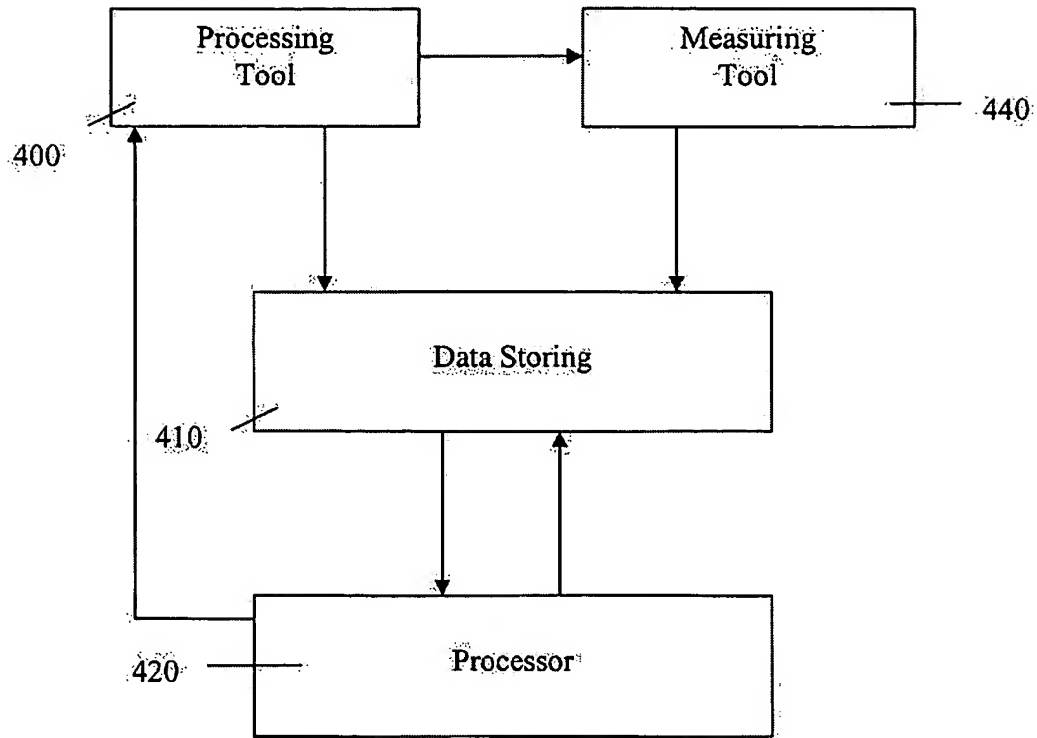 Processing
Tool
Measuring
Tool
440
400
Data Storing
410
Processor
420